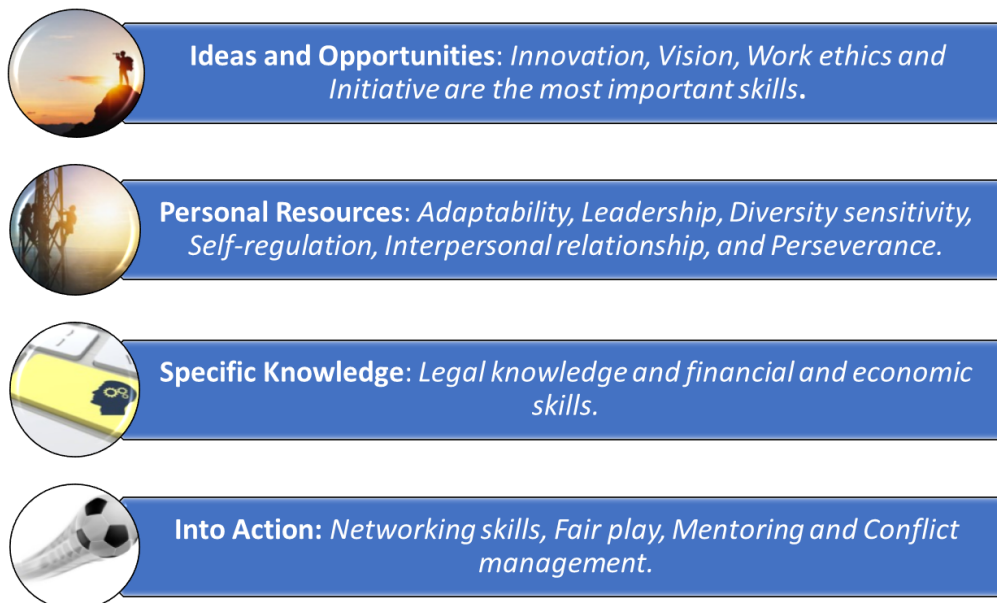 Ideas and Opportunities: Innovation, Vision, Work ethics and
Initiative are the most important skills.
Personal Resources: Adaptability, Leadership, Diversity sensitivity,
Self-regulation, Interpersonal relationship, and Perseverance.
Specific Knowledge: Legal knowledge and financial and economic
skills.
Into Action: Networking skills, Fair play, Mentoring and Conflict
management.